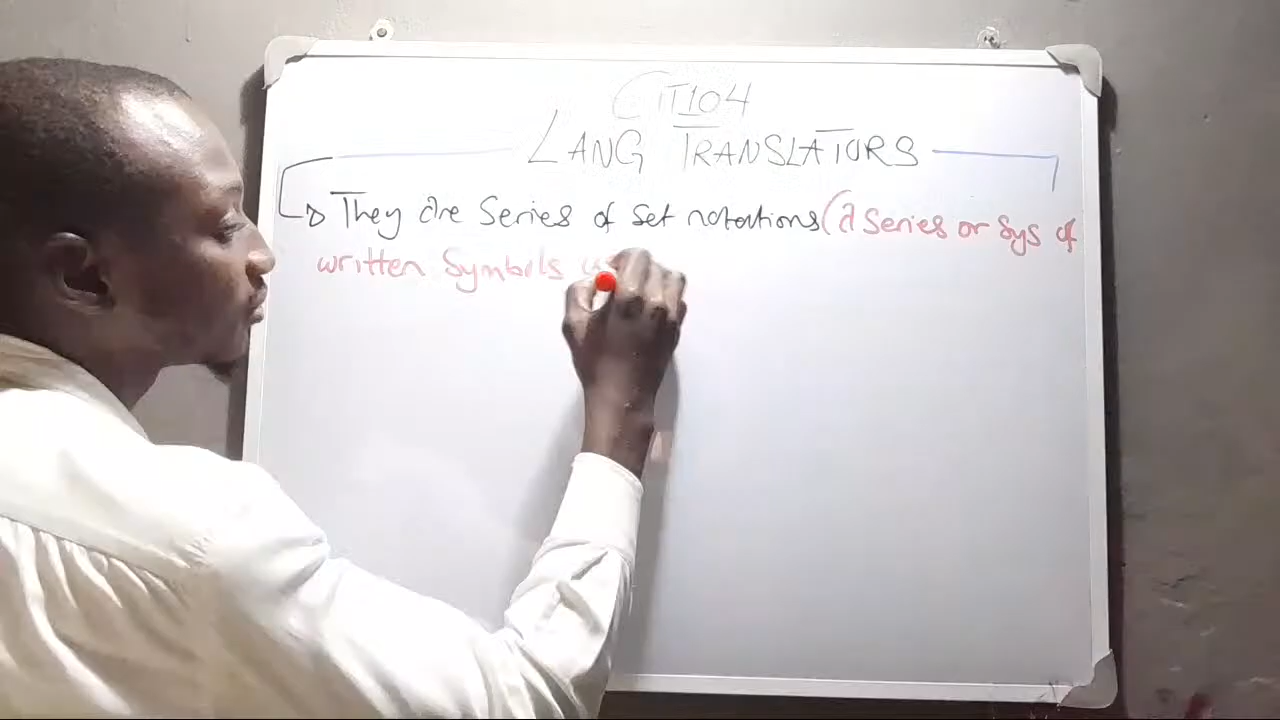 CIT104
LANG TRANSLATORS
They are Series of set notations (A Series or Sys of
written Symbols